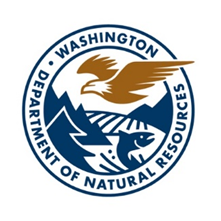 WASHINGTON
DEPARTMENT OF NATURAL RESOURCES